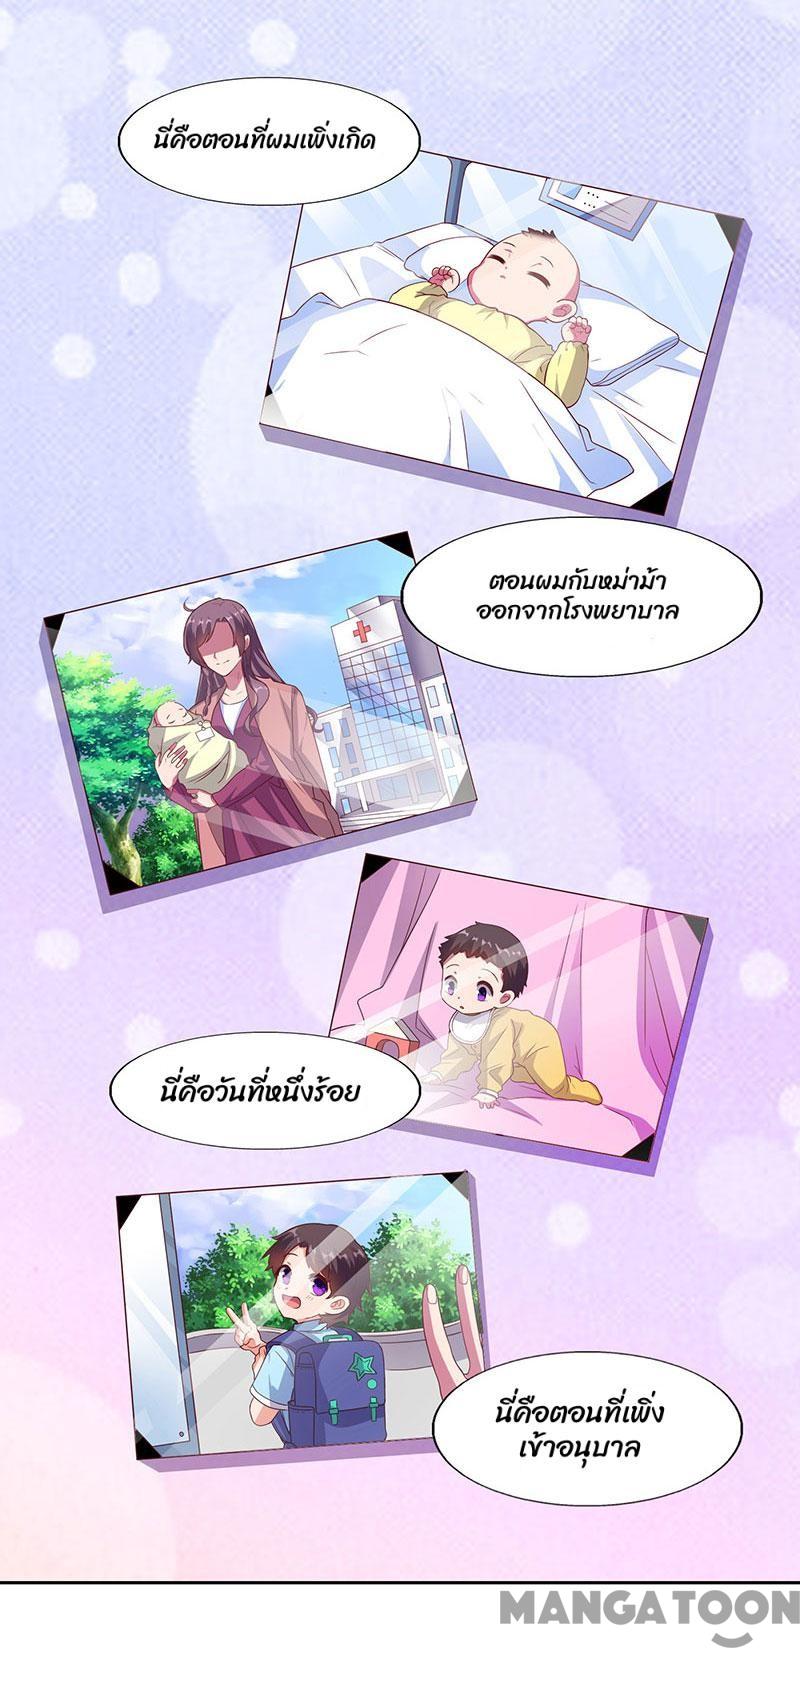 นี่คือตอนที่ผมเพิ่งเกิด
ตอนผมกับหม่าม้า
ออกจากโรงพยาบาล
นี่คือวันที่หนึ่งร้อย
นี่คือตอนที่เพิ่ง
เข้าอนุบาล
MANGATOON